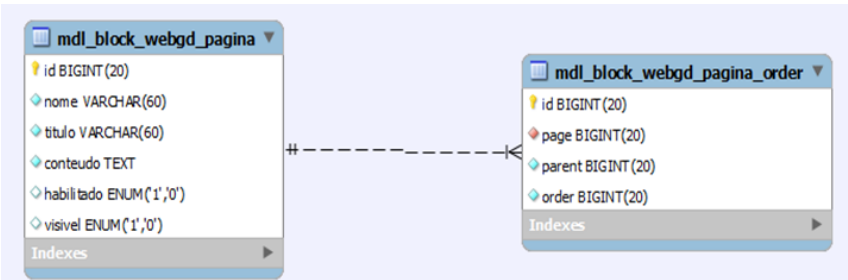 mdl_block_webgd_pagina
id BIGINT(20)
nome VARCHAR(60)
titulo VARCHAR(60)
conteudo TEXT
habilitado ENUM('1','0')
visivel ENUM('1','0')
Indexes
mdl_block_webgd_pagina_order
id BIGINT(20)
page BIGINT(20)
parent BIGINT(20)
order BIGINT(20)
Indexes